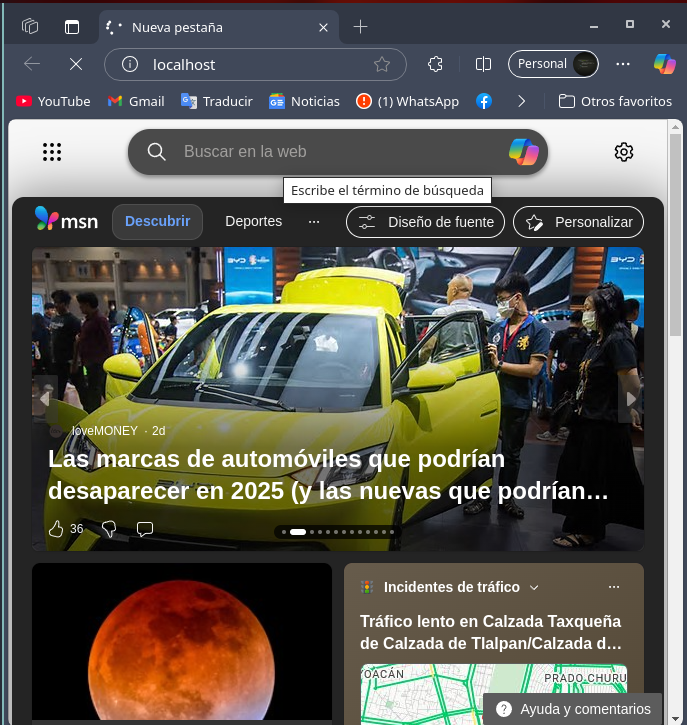 Nueva pestaña
localhost
Personal
YouTube
Gmail
Traducir
Noticias
(1) WhatsApp
Otros favoritos
Buscar en la web
Escribe el término de búsqueda
msn
Descubrir
Deportes
Diseño de fuente
Personalizar
BYD
BYD
loveMONEY · 2d
Las marcas de automóviles que podrían
desaparecer en 2025 (y las nuevas que podrían…
36
Incidentes de tráfico
Tráfico lento en Calzada Taxqueña
de Calzada de Tlalpan/Calzada d…
OACÁN
PRADO CHURU
Ayuda y comentarios